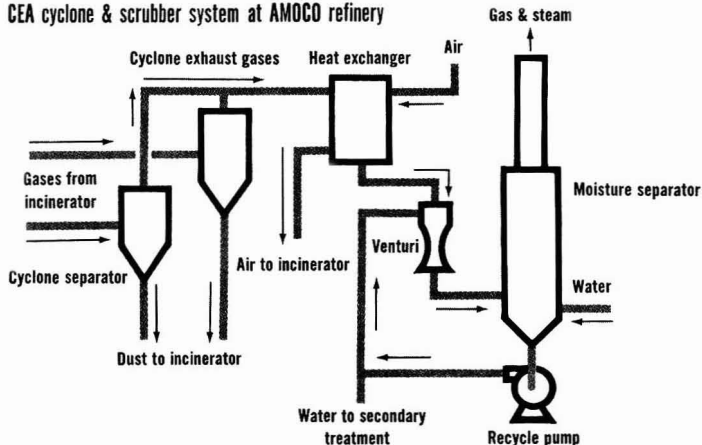 CEA cyclone & scrubber system at AMOCO refinery
Gas & steam
Cyclone exhaust gases
Heat exchanger
Air
Gases from
incinerator
Moisture separator
Cyclone separator
Air to incinerator
Venturi
Water
Dust to incinerator
Water to secondary
treatment
Recycle pump